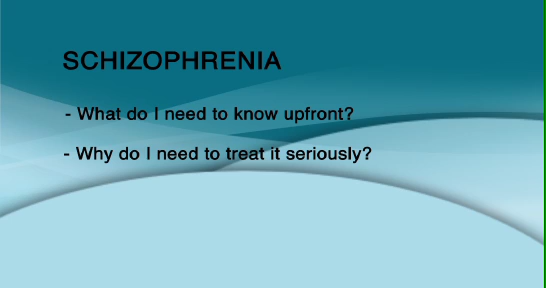 SCHIZOPHRENIA
- What do I need to know upfront?
- Why do I need to treat it seriously?